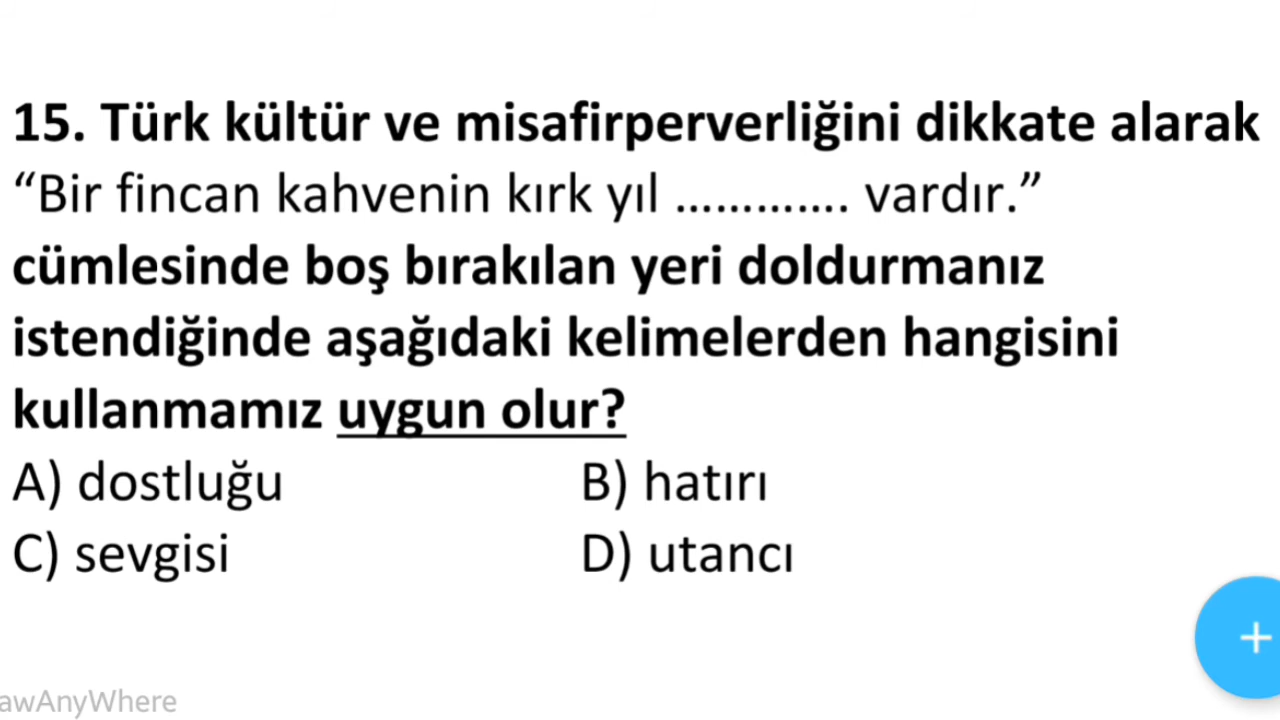 15. Türk kültür ve misafirperverliğini dikkate alarak
“Bir fincan kahvenin kırk yıl ............. vardır.”
cümlesinde boş bırakılan yeri doldurmanız
istendiğinde aşağıdaki kelimelerden hangisini
kullanmamız uygun olur?
A) dostluğu B) hatırı
C) sevgisi D) utancı
+
awAnyWhere